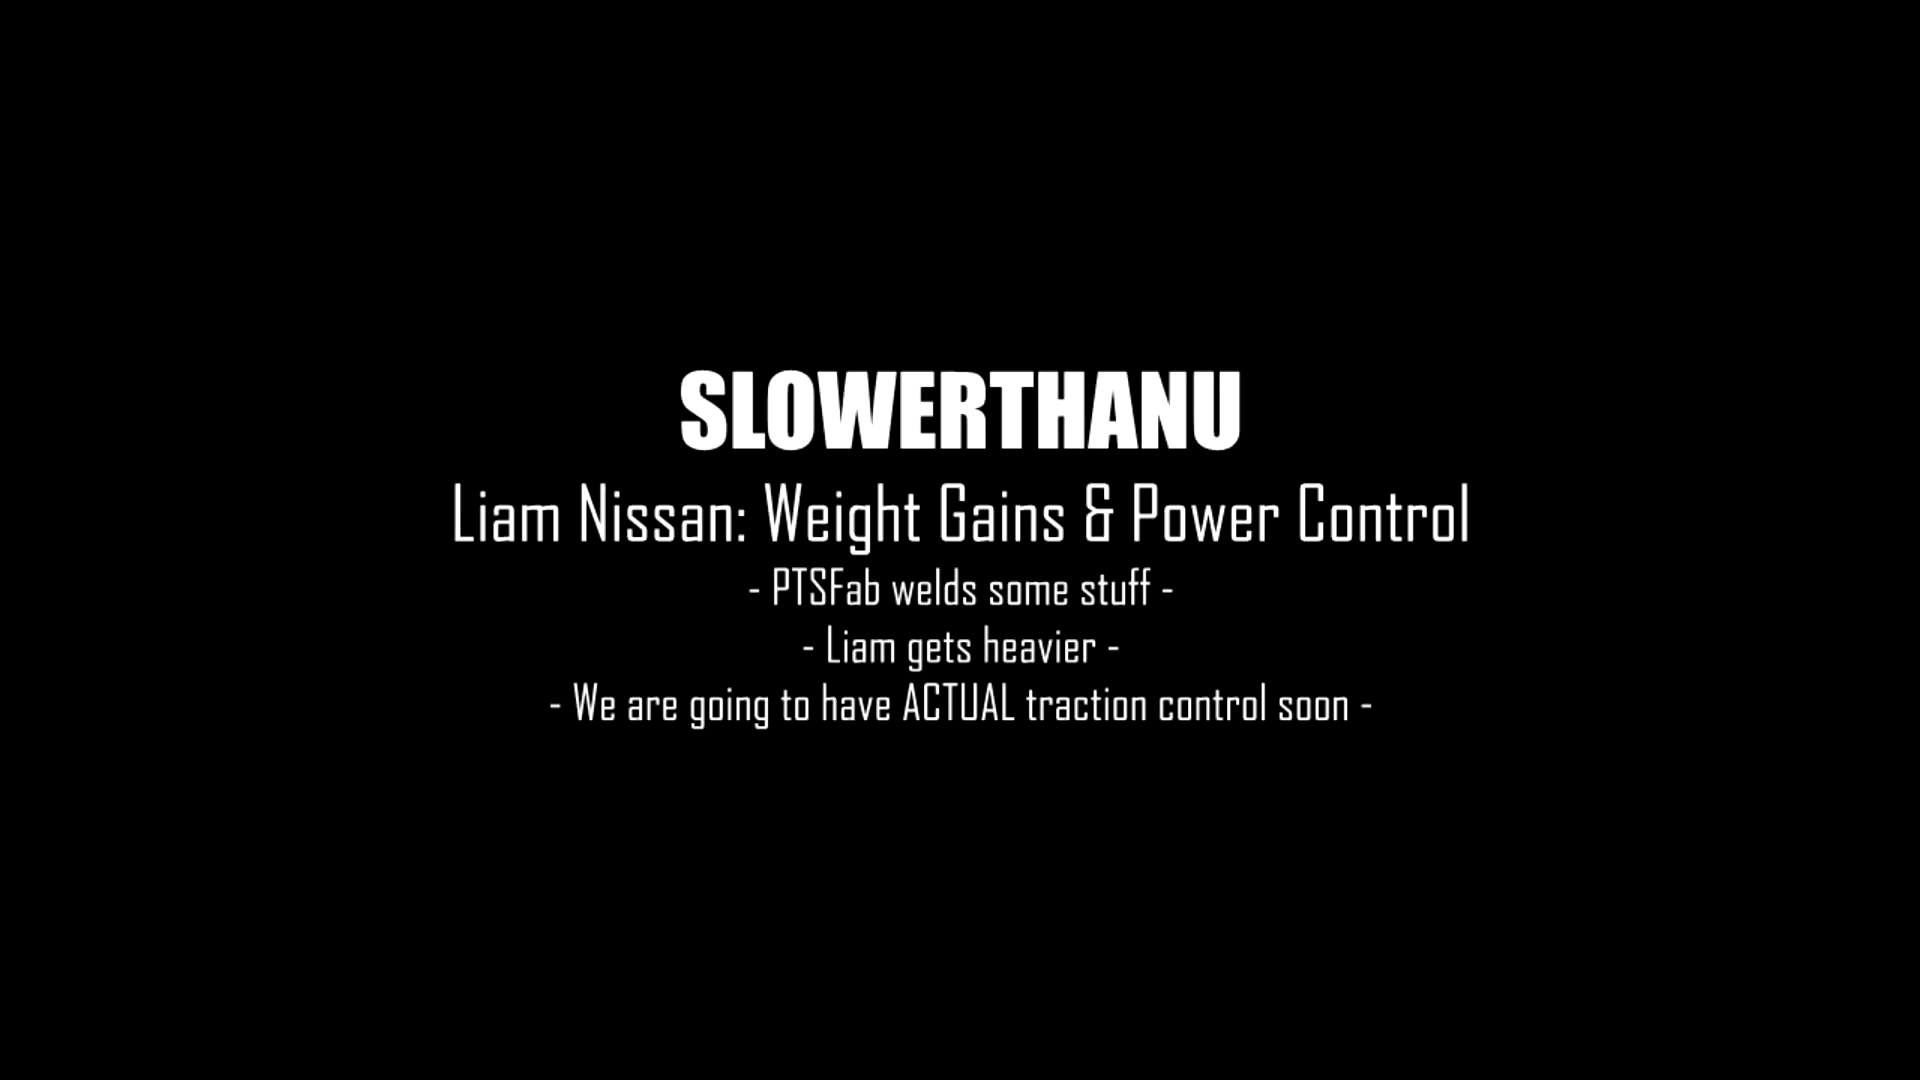 SLOWERTHANU
Liam Nissan: Weight Gains & Power Control
- PTSFab welds some stuff -
- Liam gets heavier -
- We are going to have ACTUAL traction control soon -